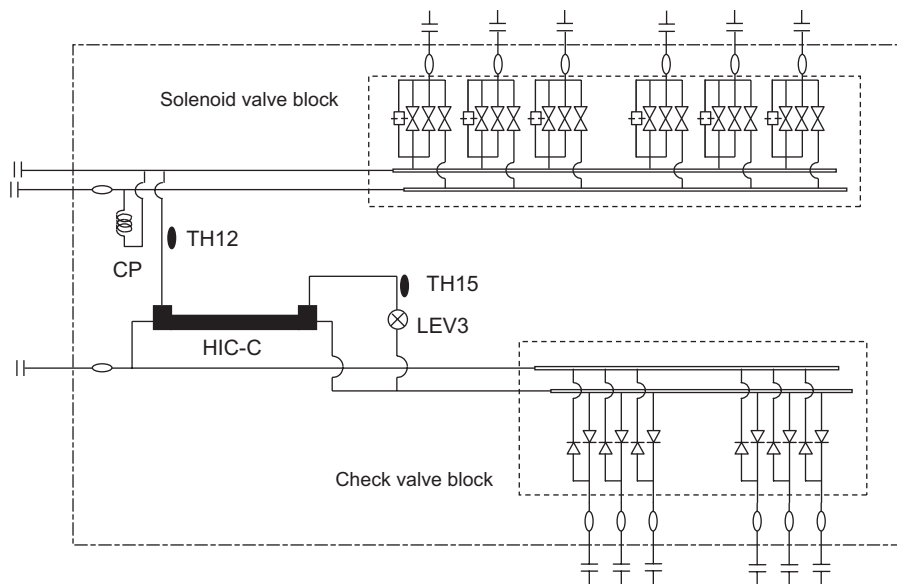 Solenoid valve block
TH12
CP
TH15
LEV3
HIC-C
Check valve block